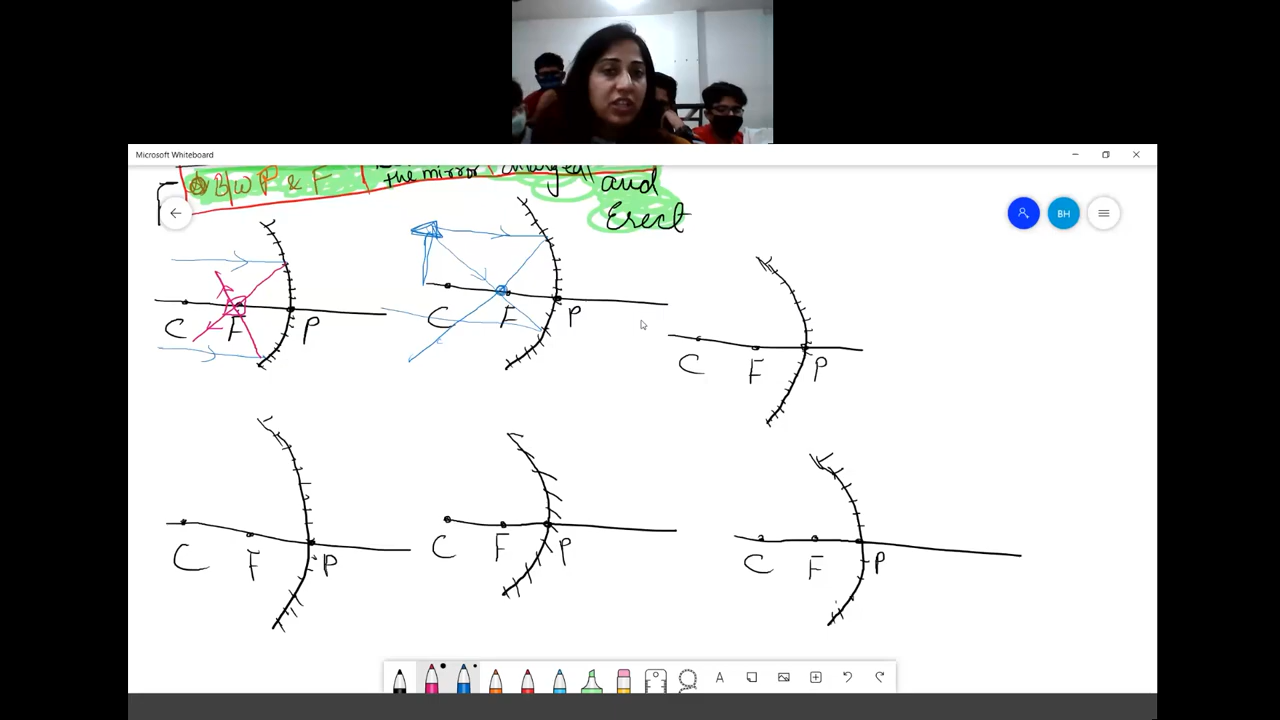 Microsoft Whiteboard
B/W P & F the mirror and
Erect
BH
C F P
C F P
C F P
C F P
C F P
C F P
A